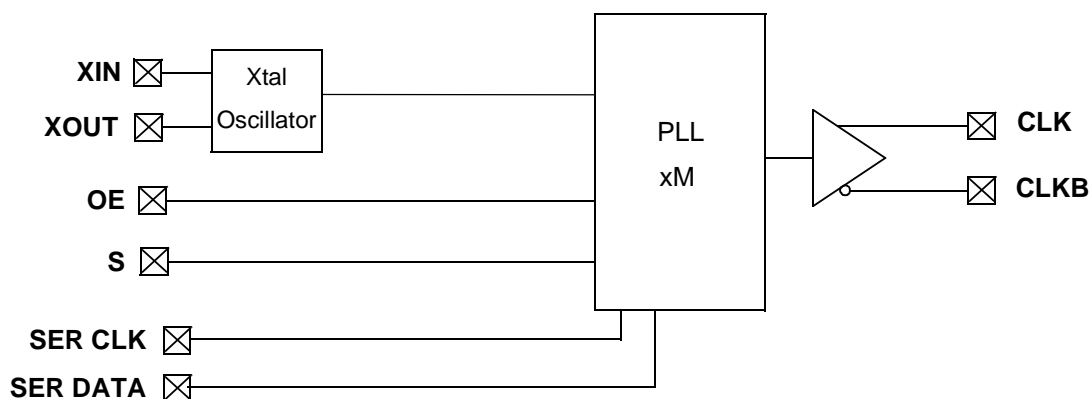 XIN
XOUT
Xtal
Oscillator
OE
S
SER CLK
SER DATA
PLL
xM
CLK
CLKB